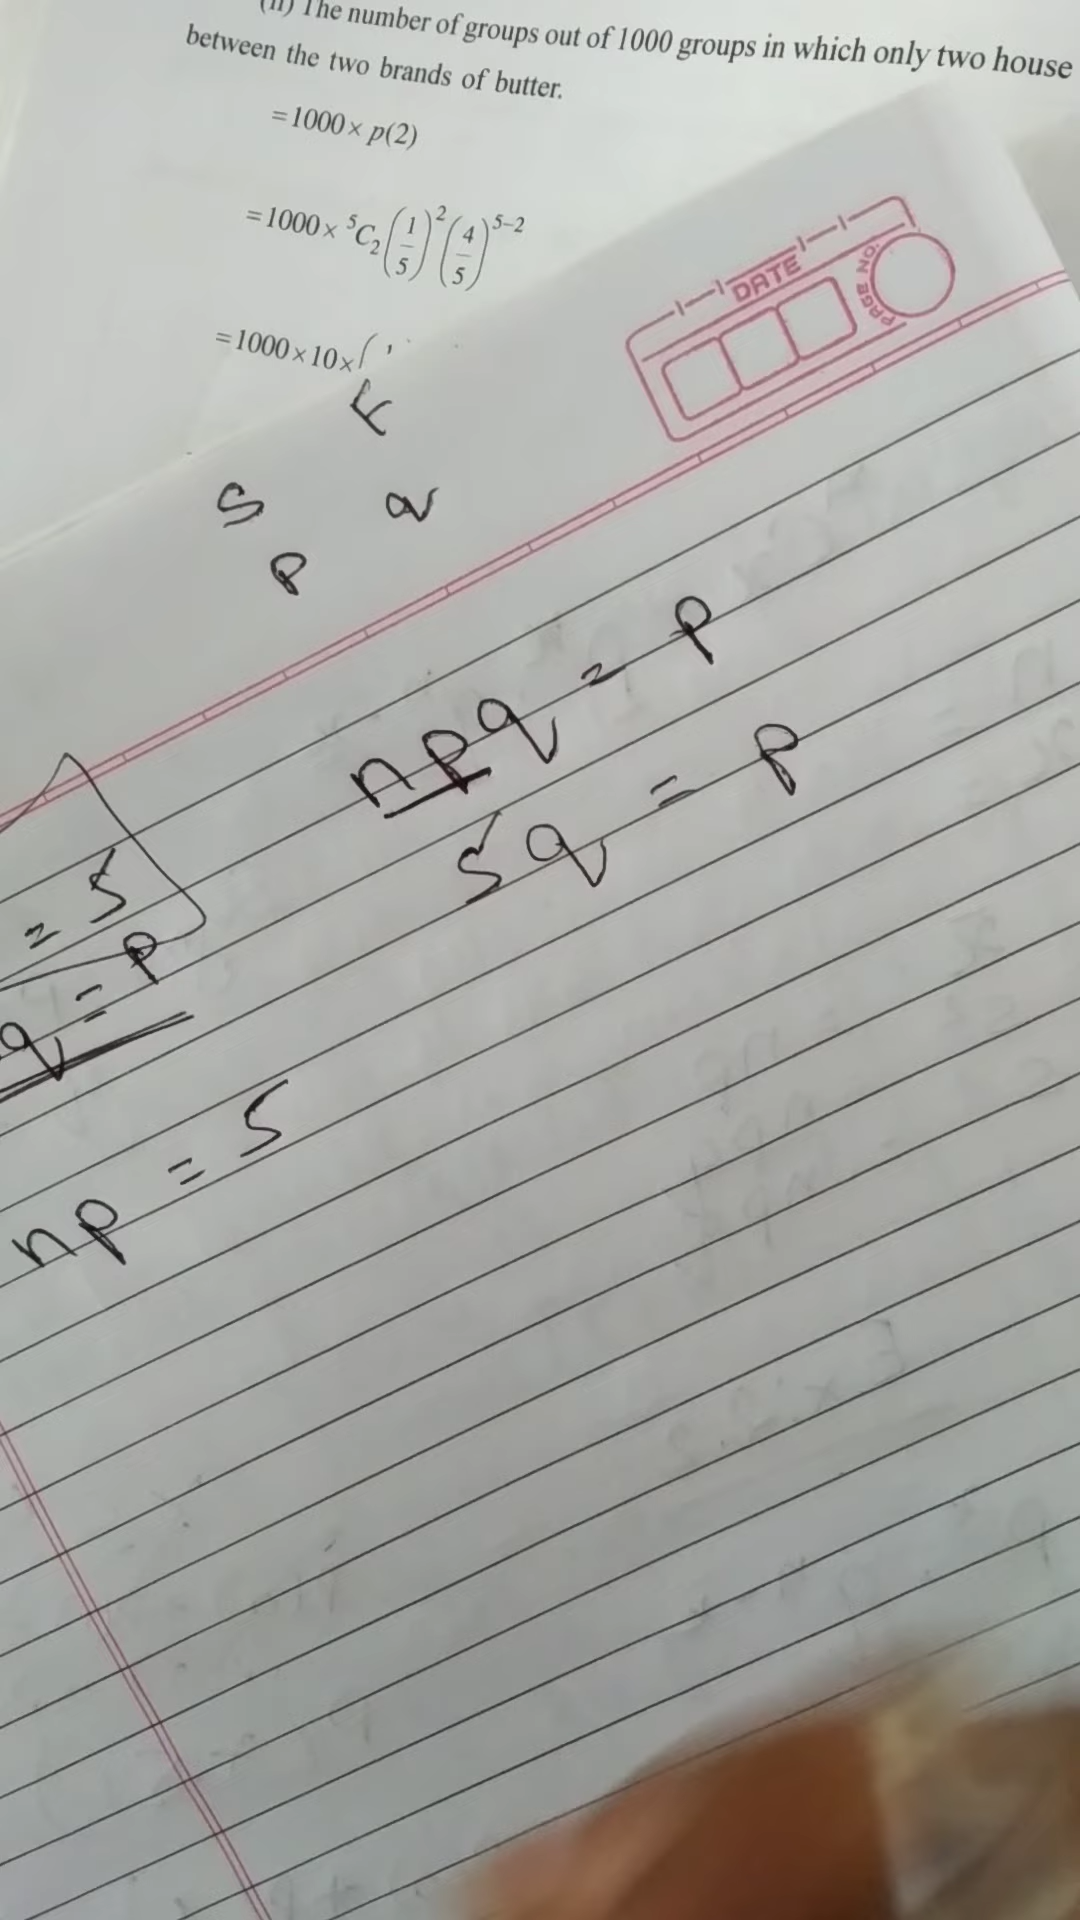 (ii) The number of groups out of 1000 groups in which only two house
between the two brands of butter.
=1000× p(2)
=1000× ⁵C₂(1/5)²(4/5)⁵⁻²
=1000×10×(
DATE
PAGE NO.
F
S
q
P
npq = P
5q = P
= 5
q = P
np = 5